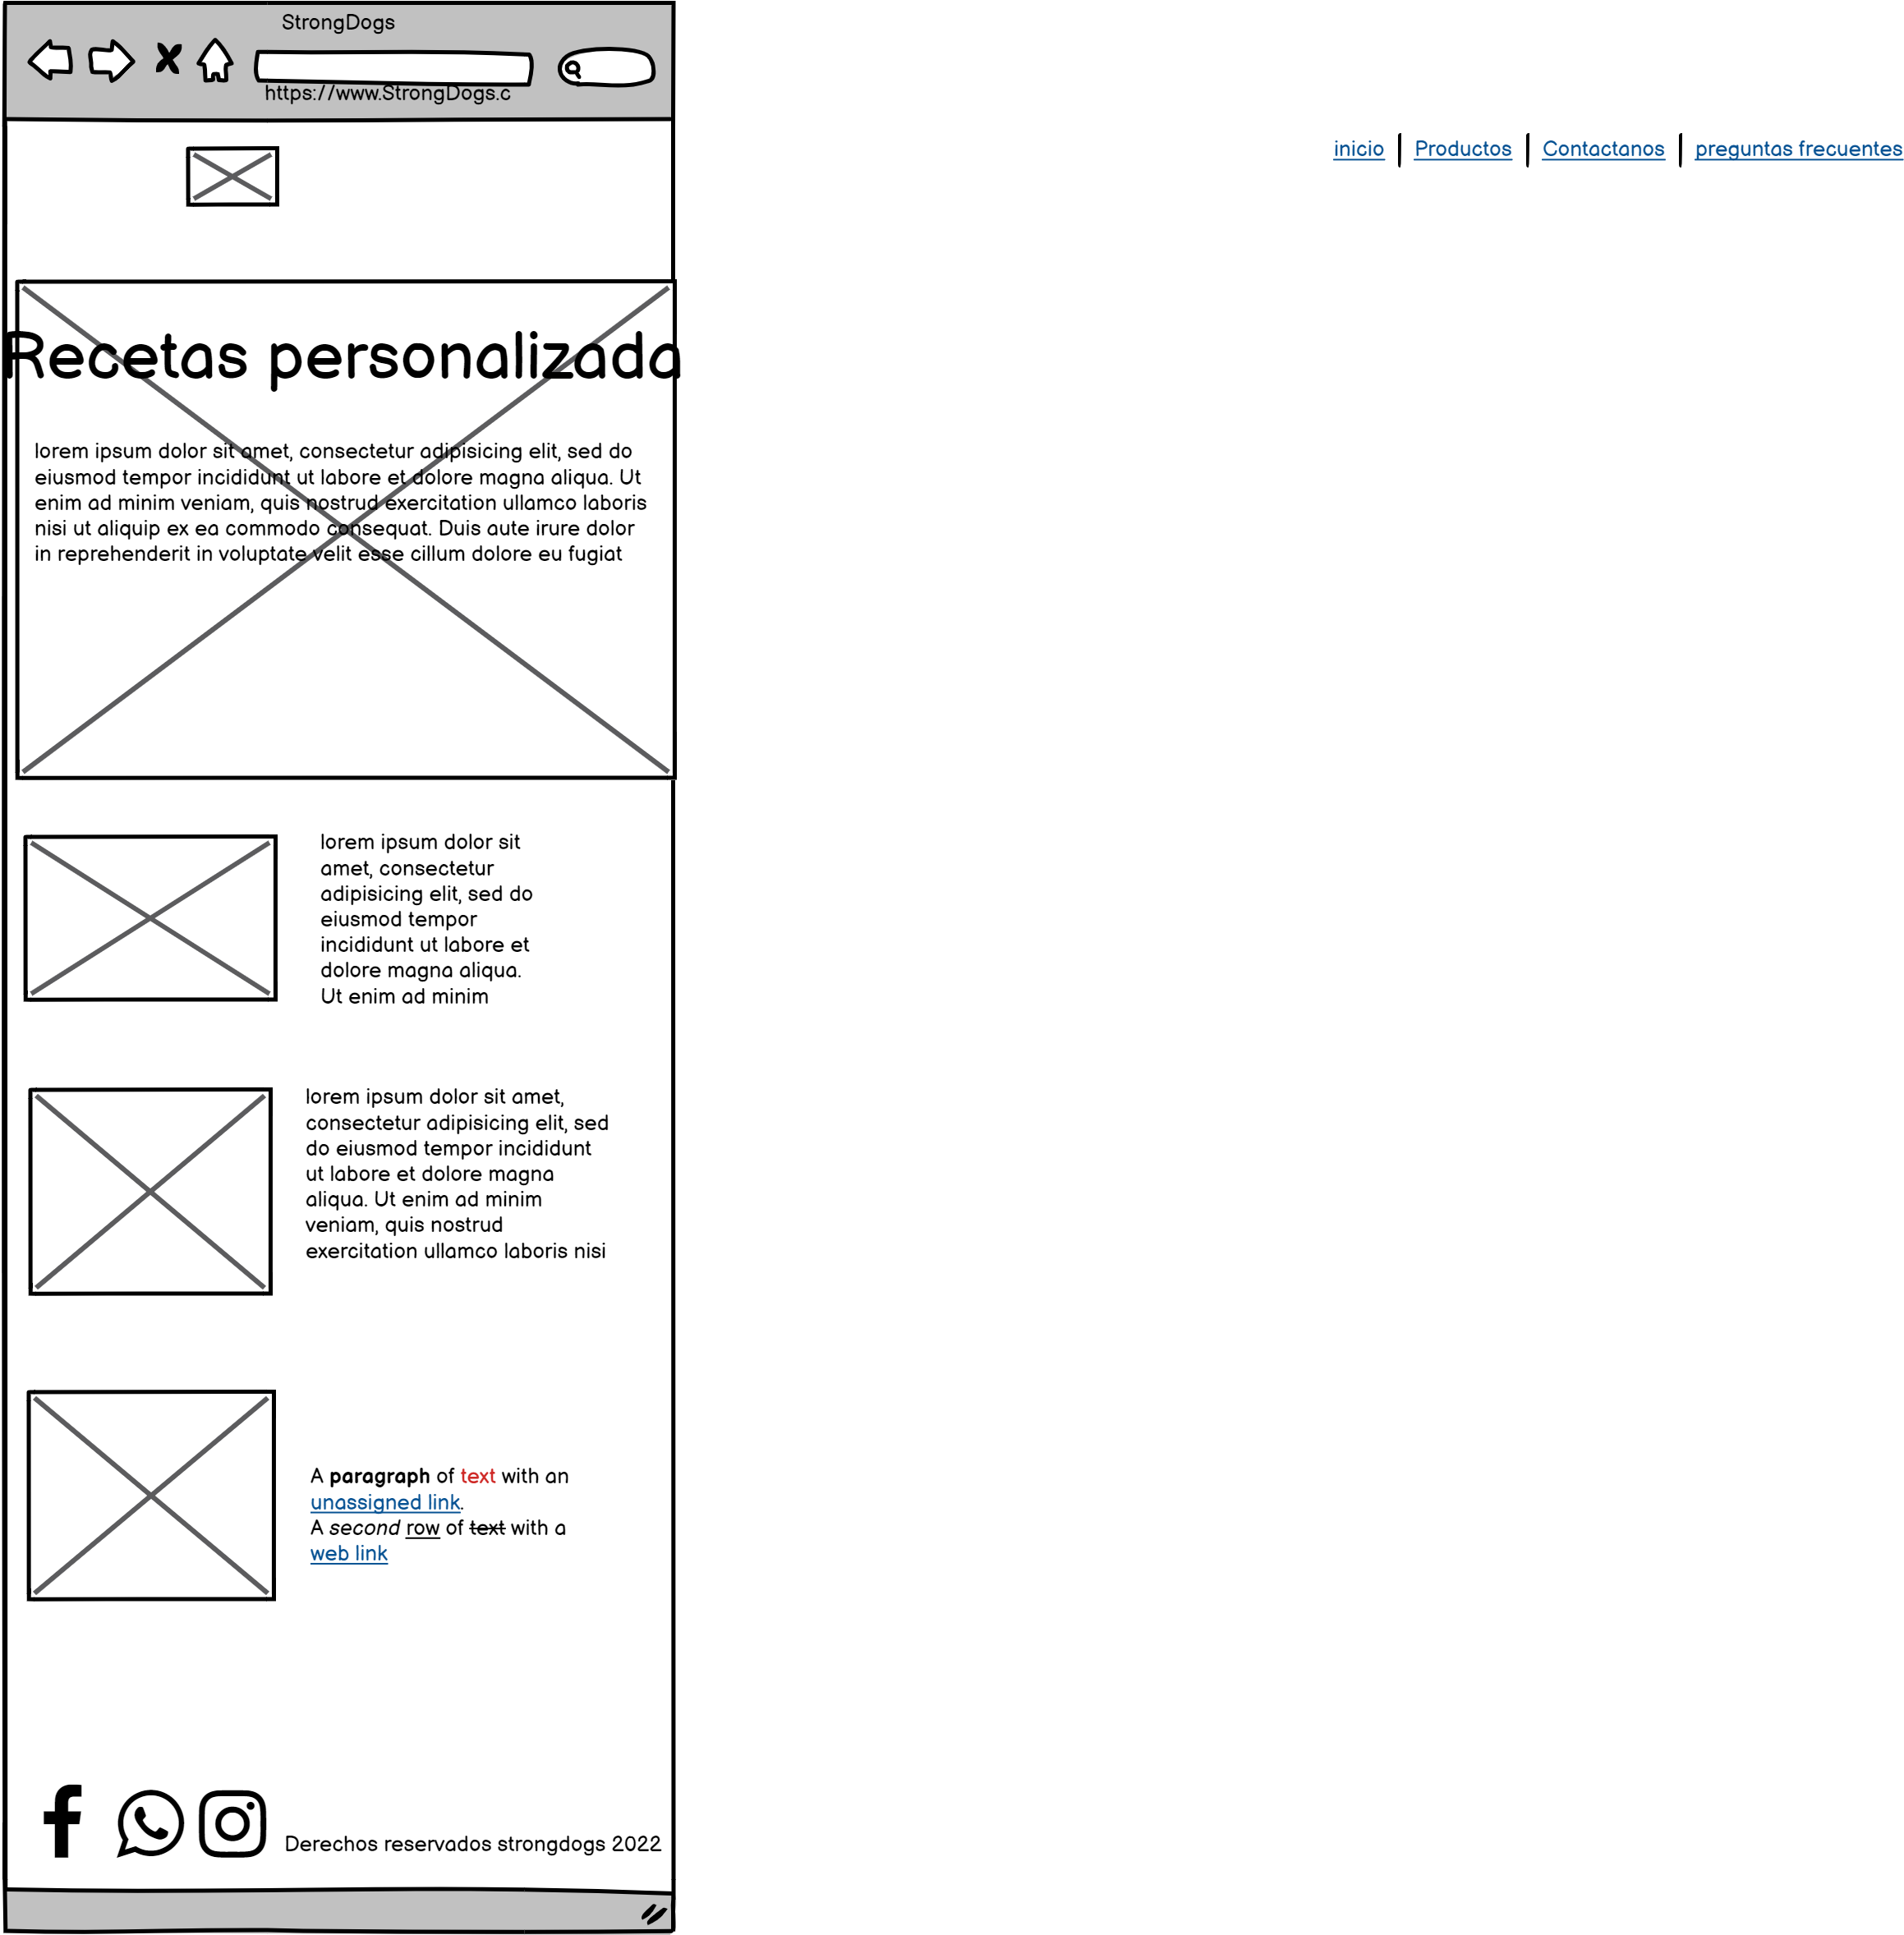 StrongDogs
https://www.StrongDogs.c
inicio | Productos | Contactanos | preguntas frecuentes
Recetas personalizada
lorem ipsum dolor sit amet, consectetur adipisicing elit, sed do
eiusmod tempor incididunt ut labore et dolore magna aliqua. Ut
enim ad minim veniam, quis nostrud exercitation ullamco laboris
nisi ut aliquip ex ea commodo consequat. Duis aute irure dolor
in reprehenderit in voluptate velit esse cillum dolore eu fugiat
lorem ipsum dolor sit
amet, consectetur
adipisicing elit, sed do
eiusmod tempor
incididunt ut labore et
dolore magna aliqua.
Ut enim ad minim
lorem ipsum dolor sit amet,
consectetur adipisicing elit, sed
do eiusmod tempor incididunt
ut labore et dolore magna
aliqua. Ut enim ad minim
veniam, quis nostrud
exercitation ullamco laboris nisi
A paragraph of text with an
unassigned link.
A second row of text with a
web link
Derechos reservados strongdogs 2022